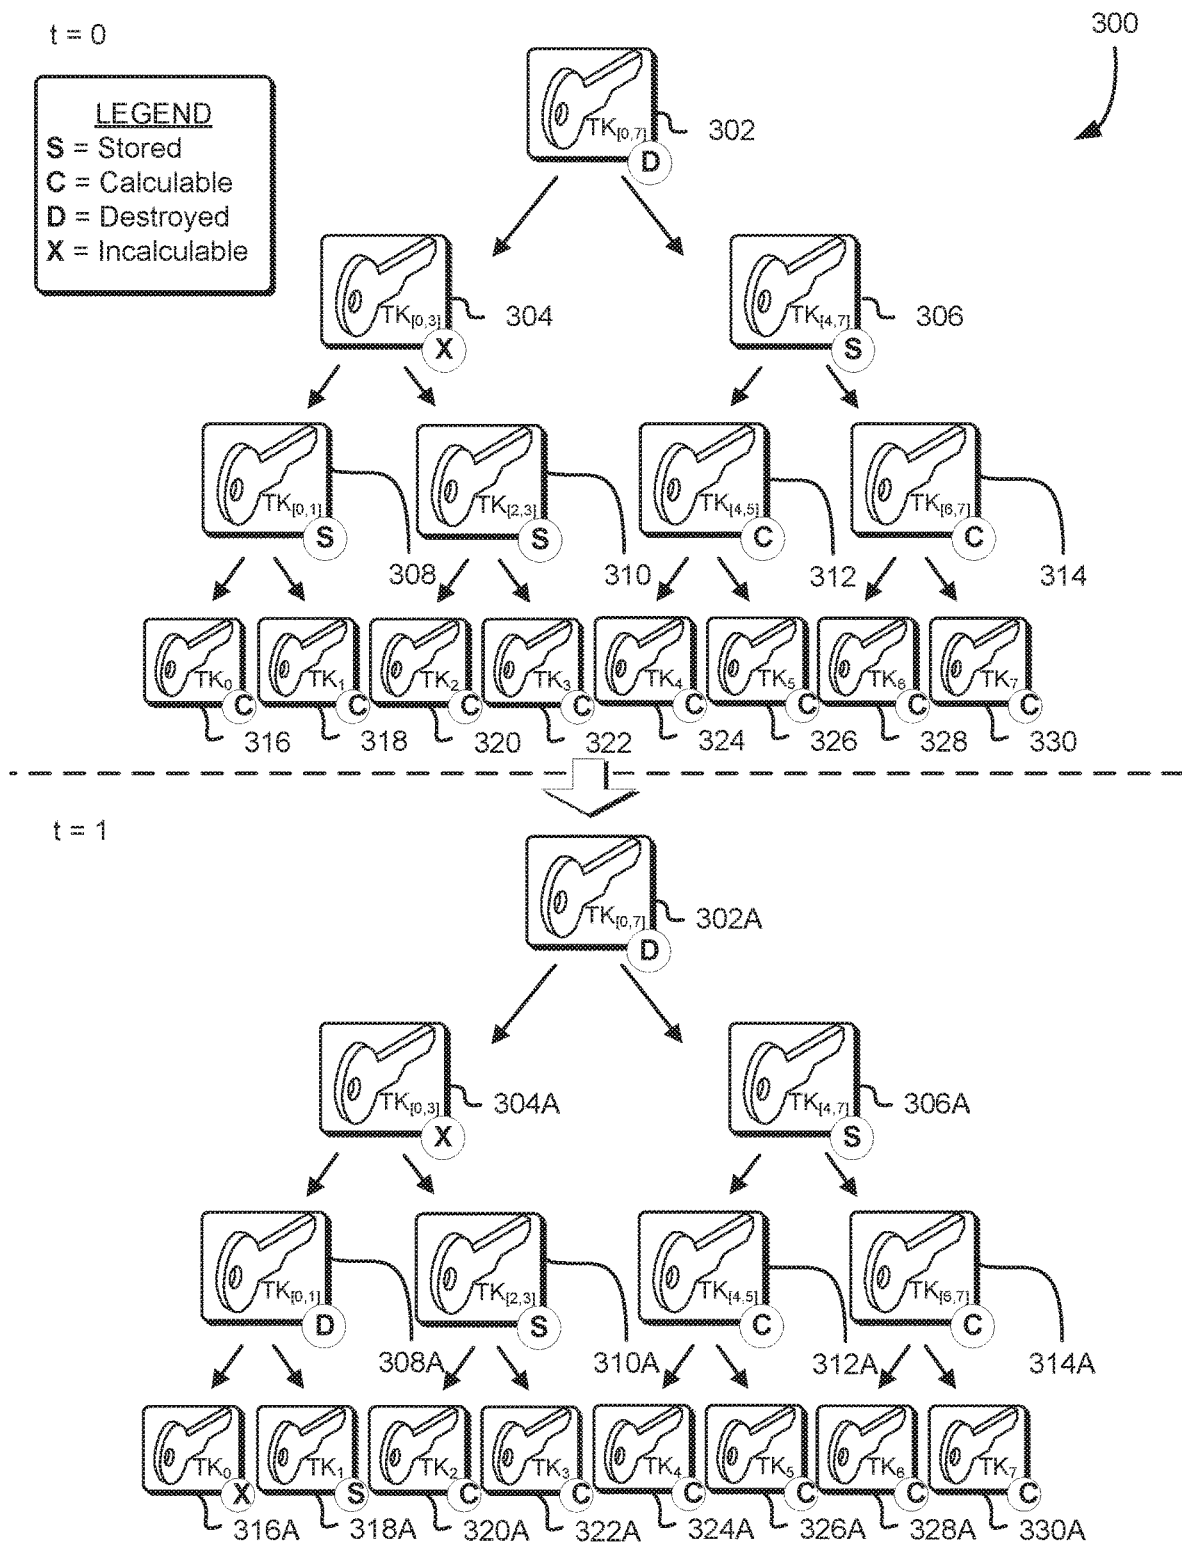 t = 0
300
LEGEND
S = Stored
C = Calculable
D = Destroyed
X = Incalculable
TK[0,7]
D
302
TK[0,3]
X
304
TK[4,7]
S
306
TK[0,1]
S
308
TK[2,3]
S
310
TK[4,5]
C
312
TK[6,7]
C
314
TK0
C
316
TK1
C
318
TK2
C
320
TK3
C
322
TK4
C
324
TK5
C
326
TK6
C
328
TK7
C
330
t = 1
TK[0,7]
D
302A
TK[0,3]
X
304A
TK[4,7]
S
306A
TK[0,1]
D
308A
TK[2,3]
S
310A
TK[4,5]
C
312A
TK[6,7]
C
314A
TK0
X
316A
TK1
S
318A
TK2
C
320A
TK3
C
322A
TK4
C
324A
TK5
C
326A
TK6
C
328A
TK7
C
330A